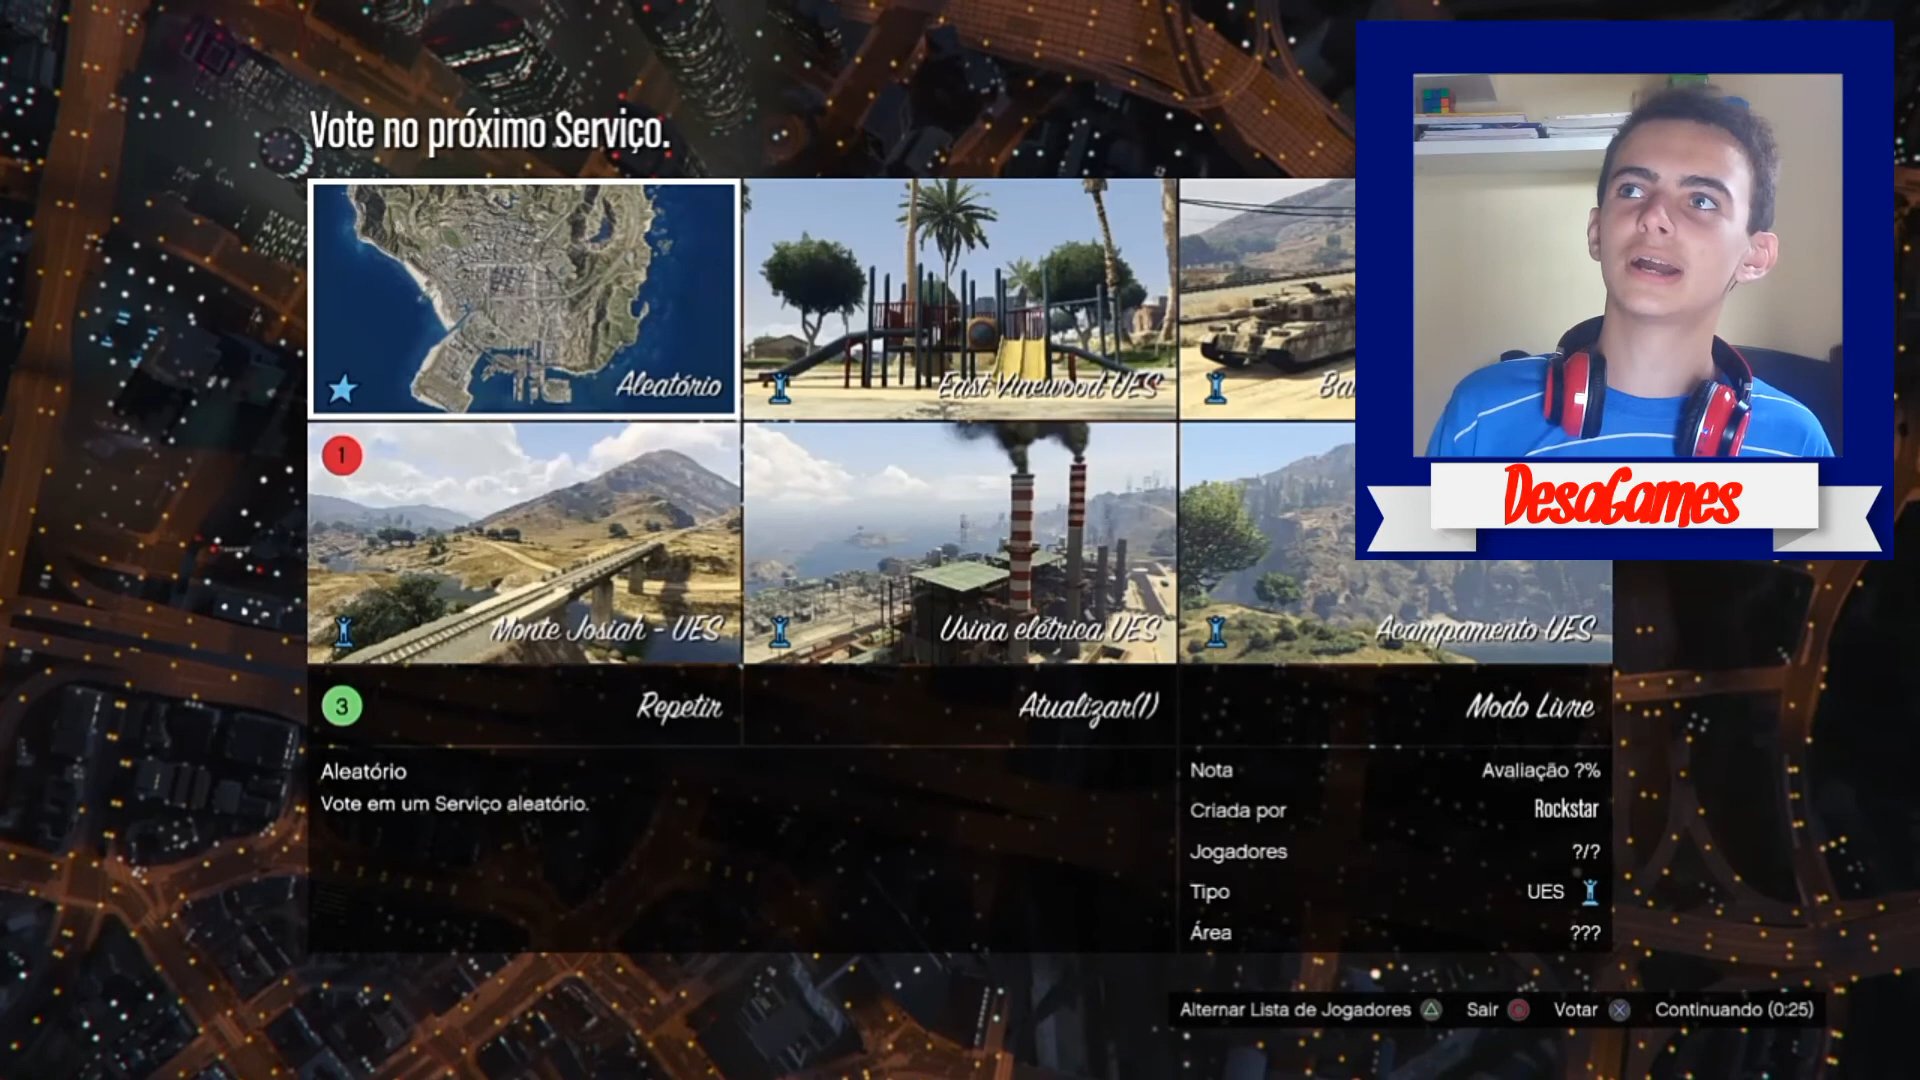 Vote no próximo Serviço.
Aleatório
East Vinewood UES
1
Monte Josiah - UES
Usina elétrica UES
Acampamento UES
DesaGames
3
Repetir
Atualizar(1)
Modo Livre
Aleatório
Vote em um Serviço aleatório.
Nota
Avaliação ?%
Criada por
Rockstar
Jogadores
?/?
Tipo
UES
Área
???
Alternar Lista de Jogadores
Sair
Votar
Continuando (0:25)